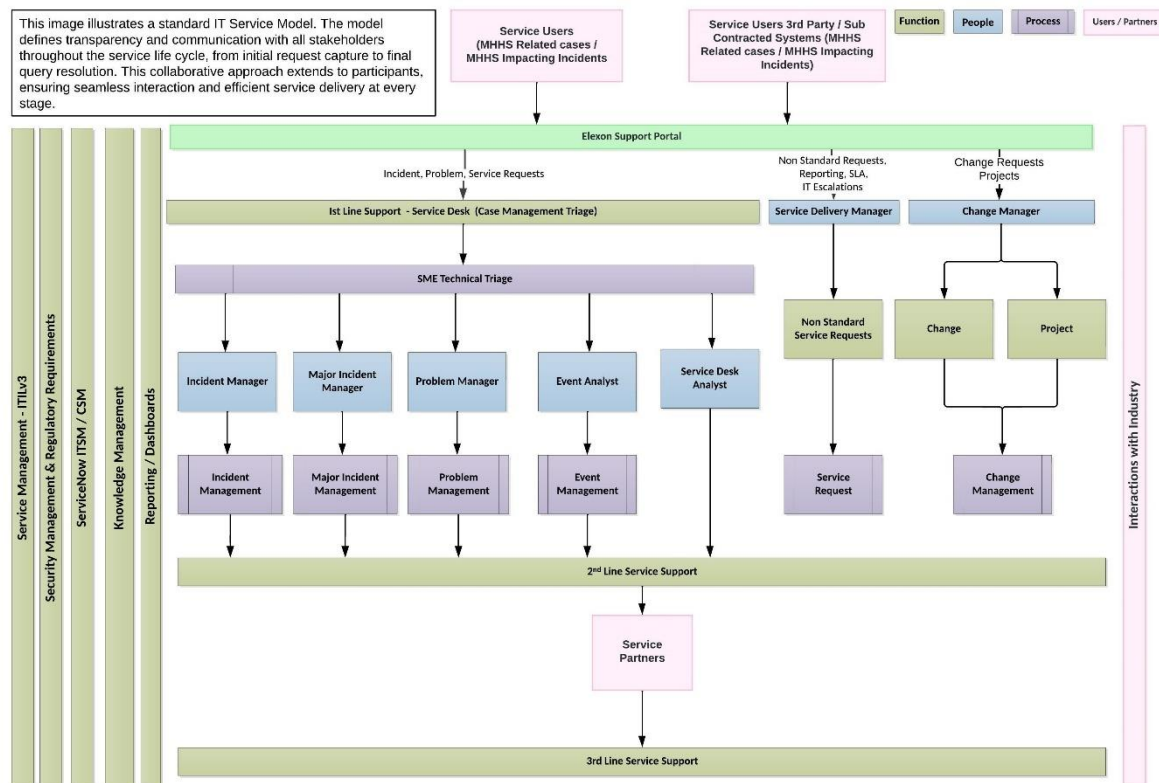 This image illustrates a standard IT Service Model. The model
defines transparency and communication with all stakeholders
throughout the service life cycle, from initial request capture to final
query resolution. This collaborative approach extends to participants,
ensuring seamless interaction and efficient service delivery at every
stage.
Service Users
(MHHS Related cases /
MHHS Impacting Incidents
Service Users 3rd Party / Sub
Contracted Systems (MHHS
Related cases / MHHS Impacting
Incidents)
Function
People
Process
Users / Partners
Elexon Support Portal
Incident, Problem, Service Requests
Non Standard Requests,
Reporting, SLA,
IT Escalations
Change Requests
Projects
Ist Line Support - Service Desk (Case Management Triage)
Service Delivery Manager
Change Manager
SME Technical Triage
Non Standard
Service Requests
Change
Project
Incident Manager
Major Incident
Manager
Problem Manager
Event Analyst
Service Desk
Analyst
Incident
Management
Major Incident
Management
Problem
Management
Event
Management
Service
Request
Change
Management
2nd Line Service Support
Service
Partners
3rd Line Service Support
Service Management - ITILv3
Security Management & Regulatory Requirements
ServiceNow ITSM / CSM
Knowledge Management
Reporting / Dashboards
Interactions with Industry